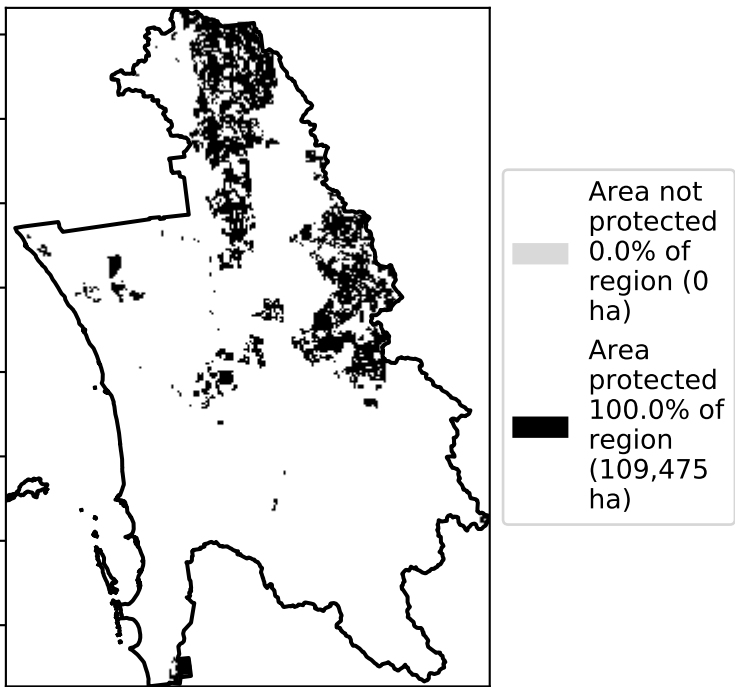 Area not
protected
0.0% of
region (0
ha)
Area
protected
100.0% of
region
(109,475
ha)